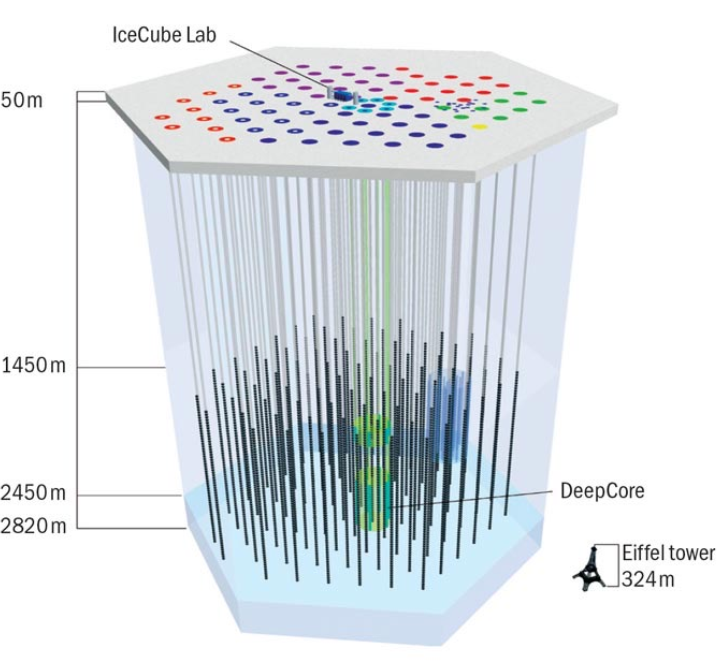 IceCube Lab
50 m
1450 m
2450 m
2820 m
DeepCore
Eiffel tower
324 m